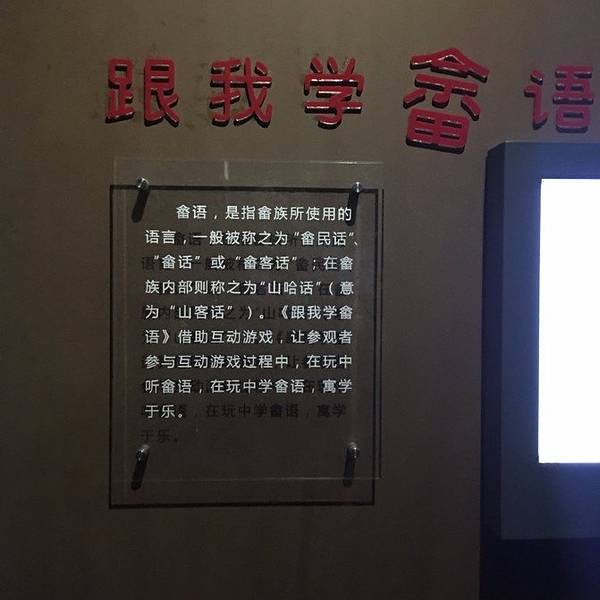 跟我学畲语
畲语，是指畲族所使用的
语言，一般被称之为“畲民话”、
“畲话”或“畲客话”，在畲
族内部则称之为“山哈话”（意
为“山客话”）。《跟我学畲
语》借助互动游戏，让参观者
参与互动游戏过程中，在玩中
听畲语，在玩中学畲语，寓学
于乐。